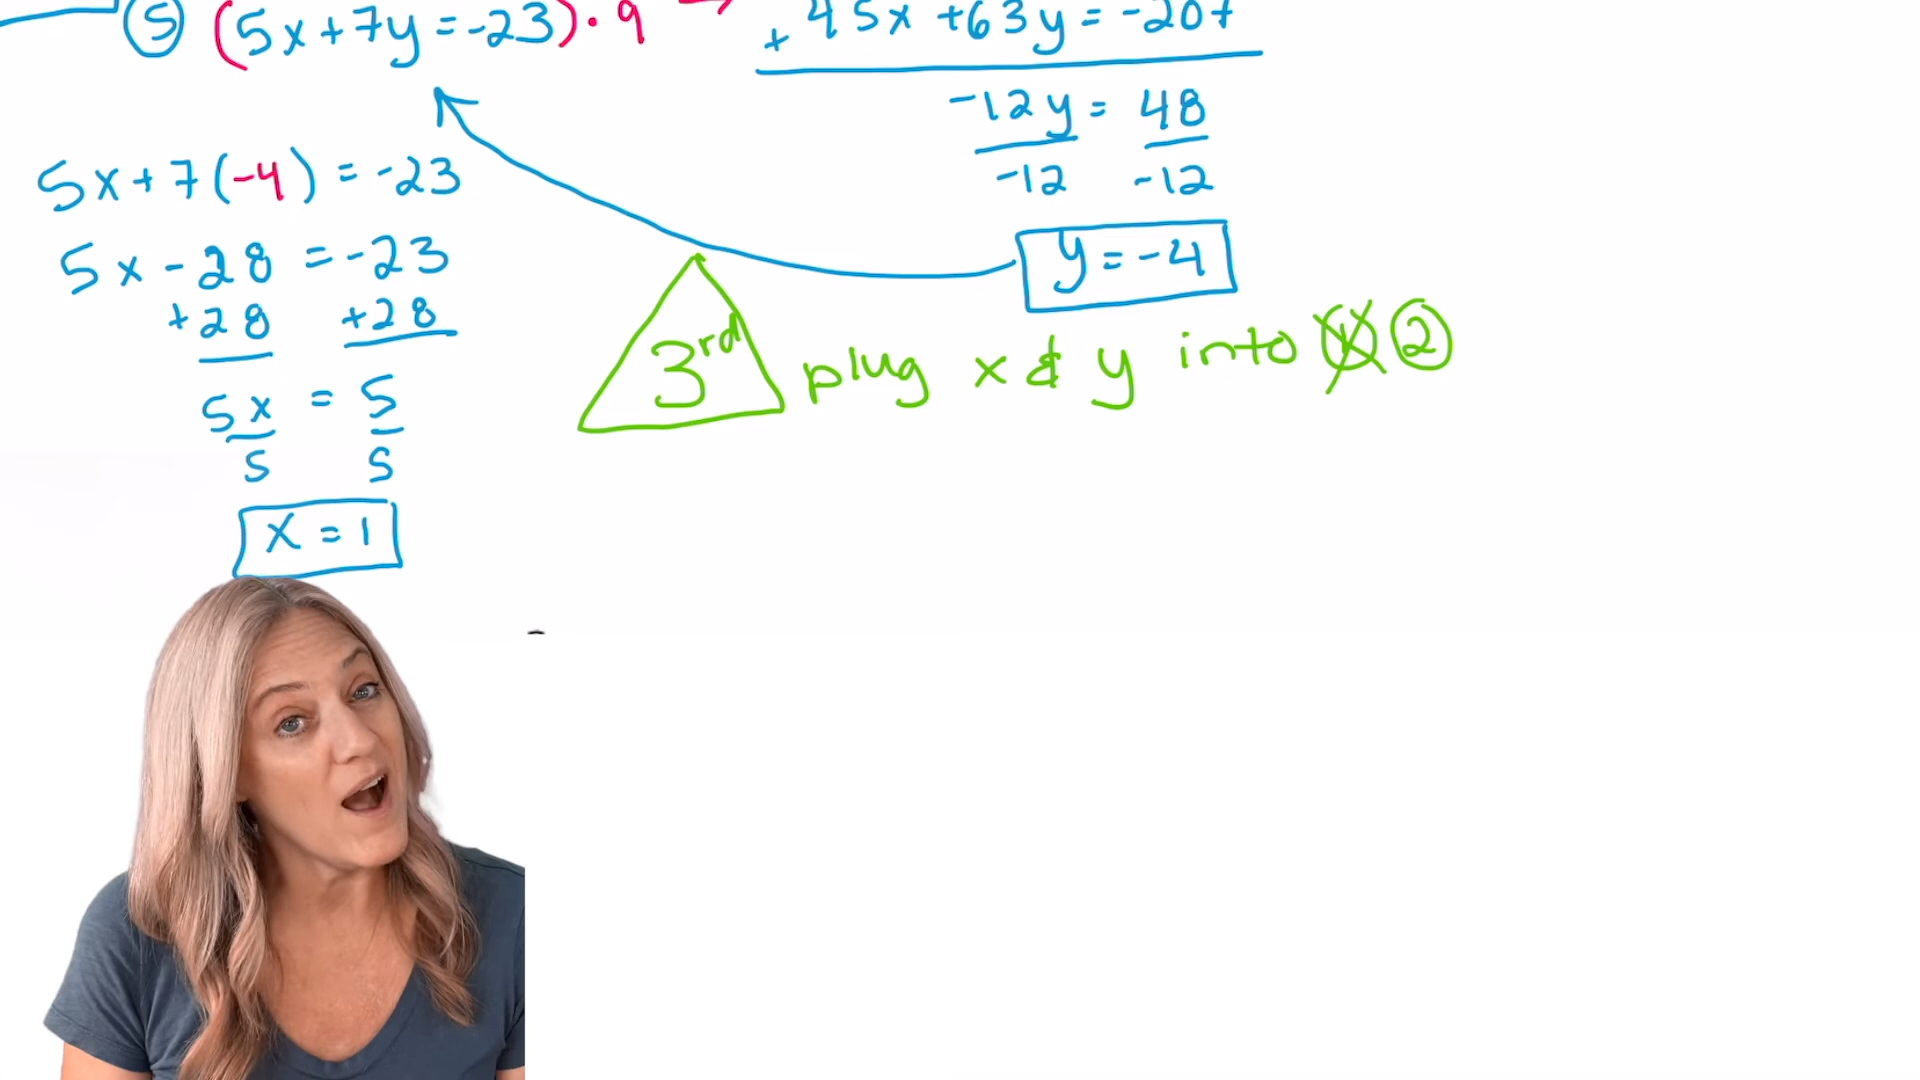 ⑤ (5x+7y=-23)·9 →
+ 45x +63y = -207
-12y = 48
-12 -12
y = -4
5x+7(-4) = -23
5x - 28 = -23
+28 +28
5x = 5
5 5
x = 1
3rd plug x & y into ②